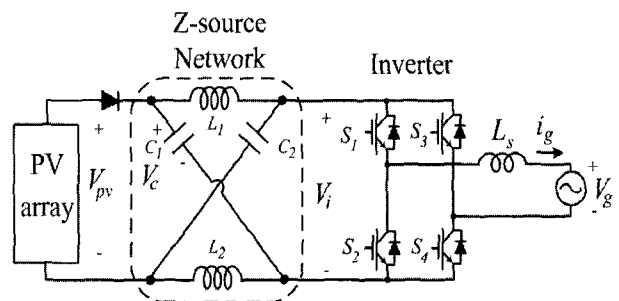 Z-source
Network
Inverter
PV
array
+
V_pv
-
+
V_c
-
C_1
L_1
C_2
L_2
+
V_i
-
S_1
S_3
S_2
S_4
L_s
i_g
+
V_g
-